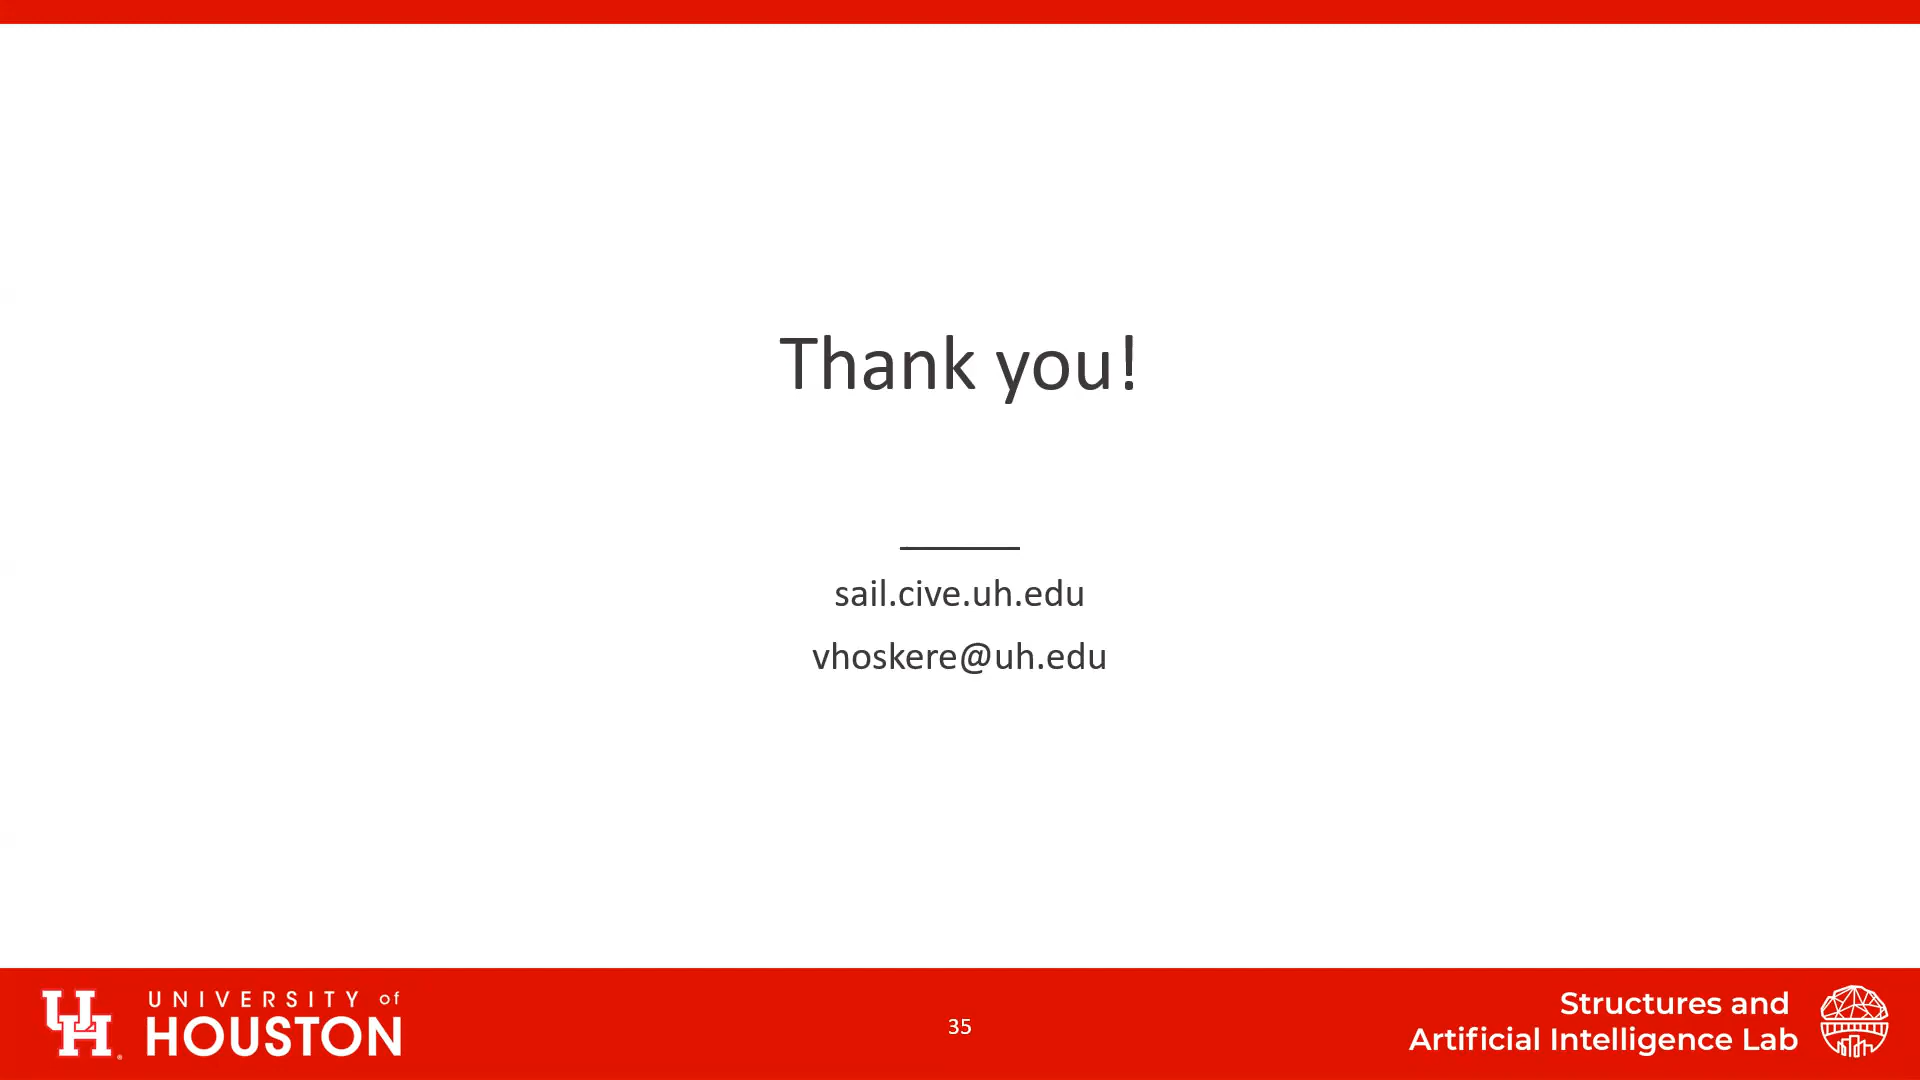 Thank you!
sail.cive.uh.edu
vhoskere@uh.edu
UNIVERSITY of
HOUSTON
35
Structures and
Artificial Intelligence Lab